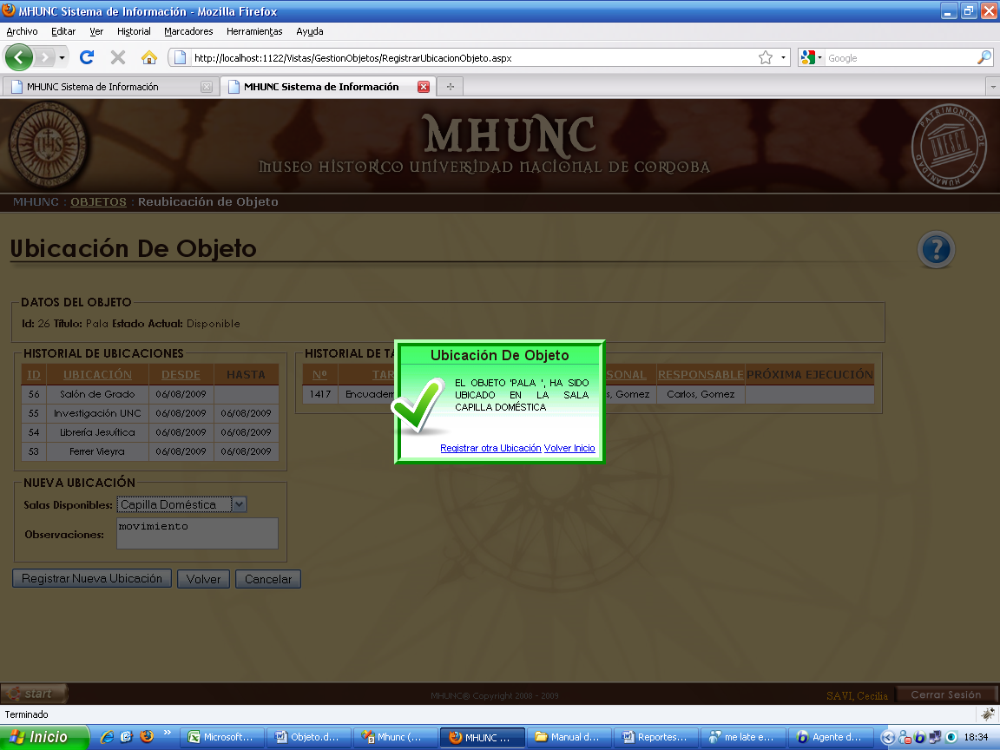 MHUNC Sistema de Información - Mozilla Firefox
Archivo Editar Ver Historial Marcadores Herramientas Ayuda
http://localhost:1122/Vistas/GestionObjetos/RegistrarUbicacionObjeto.aspx
Google
MHUNC Sistema de Información
MHUNC Sistema de Información
MHUNC
MUSEO HISTORICO UNIVERSIDAD NACIONAL DE CORDOBA
PATRIMONIO DE LA HUMANIDAD
MHUNC : OBJETOS : Reubicación de Objeto
Ubicación De Objeto
?
DATOS DEL OBJETO
Id: 26 Título: Pala Estado Actual: Disponible
HISTORIAL DE UBICACIONES
ID UBICACIÓN DESDE HASTA
56 Salón de Grado 06/08/2009
55 Investigación UNC 06/08/2009 06/08/2009
54 Librería Jesuítica 06/08/2009 06/08/2009
53 Ferrer Vieyra 06/08/2009 06/08/2009
HISTORIAL DE TA
Nº TAR SONAL RESPONSABLE PRÓXIMA EJECUCIÓN
1417 Encuader s, Gomez Carlos, Gomez
Ubicación De Objeto
EL OBJETO 'PALA ', HA SIDO
UBICADO EN LA SALA
CAPILLA DOMÉSTICA
Registrar otra Ubicación Volver Inicio
NUEVA UBICACIÓN
Salas Disponibles: Capilla Doméstica
Observaciones: movimiento
Registrar Nueva Ubicación Volver Cancelar
start
MHUNC® Copyright 2008 - 2009
SAVI, Cecilia
Cerrar Sesión
Terminado
Inicio
Microsoft...
Objeto.d...
Mhunc (...
MHUNC ...
Manual d...
Reportes...
me late e...
Agente d...
18:34